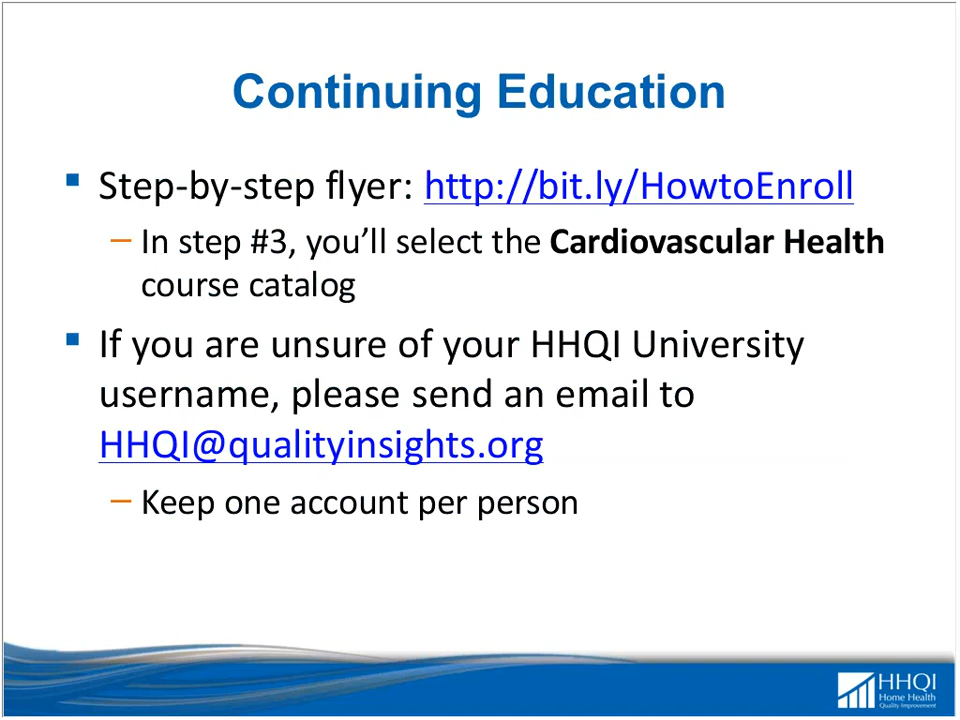 Continuing Education
▪ Step-by-step flyer: http://bit.ly/HowtoEnroll
– In step #3, you’ll select the Cardiovascular Health
course catalog
▪ If you are unsure of your HHQI University
username, please send an email to
HHQI@qualityinsights.org
– Keep one account per person
HHQI
Home Health
Quality Improvement